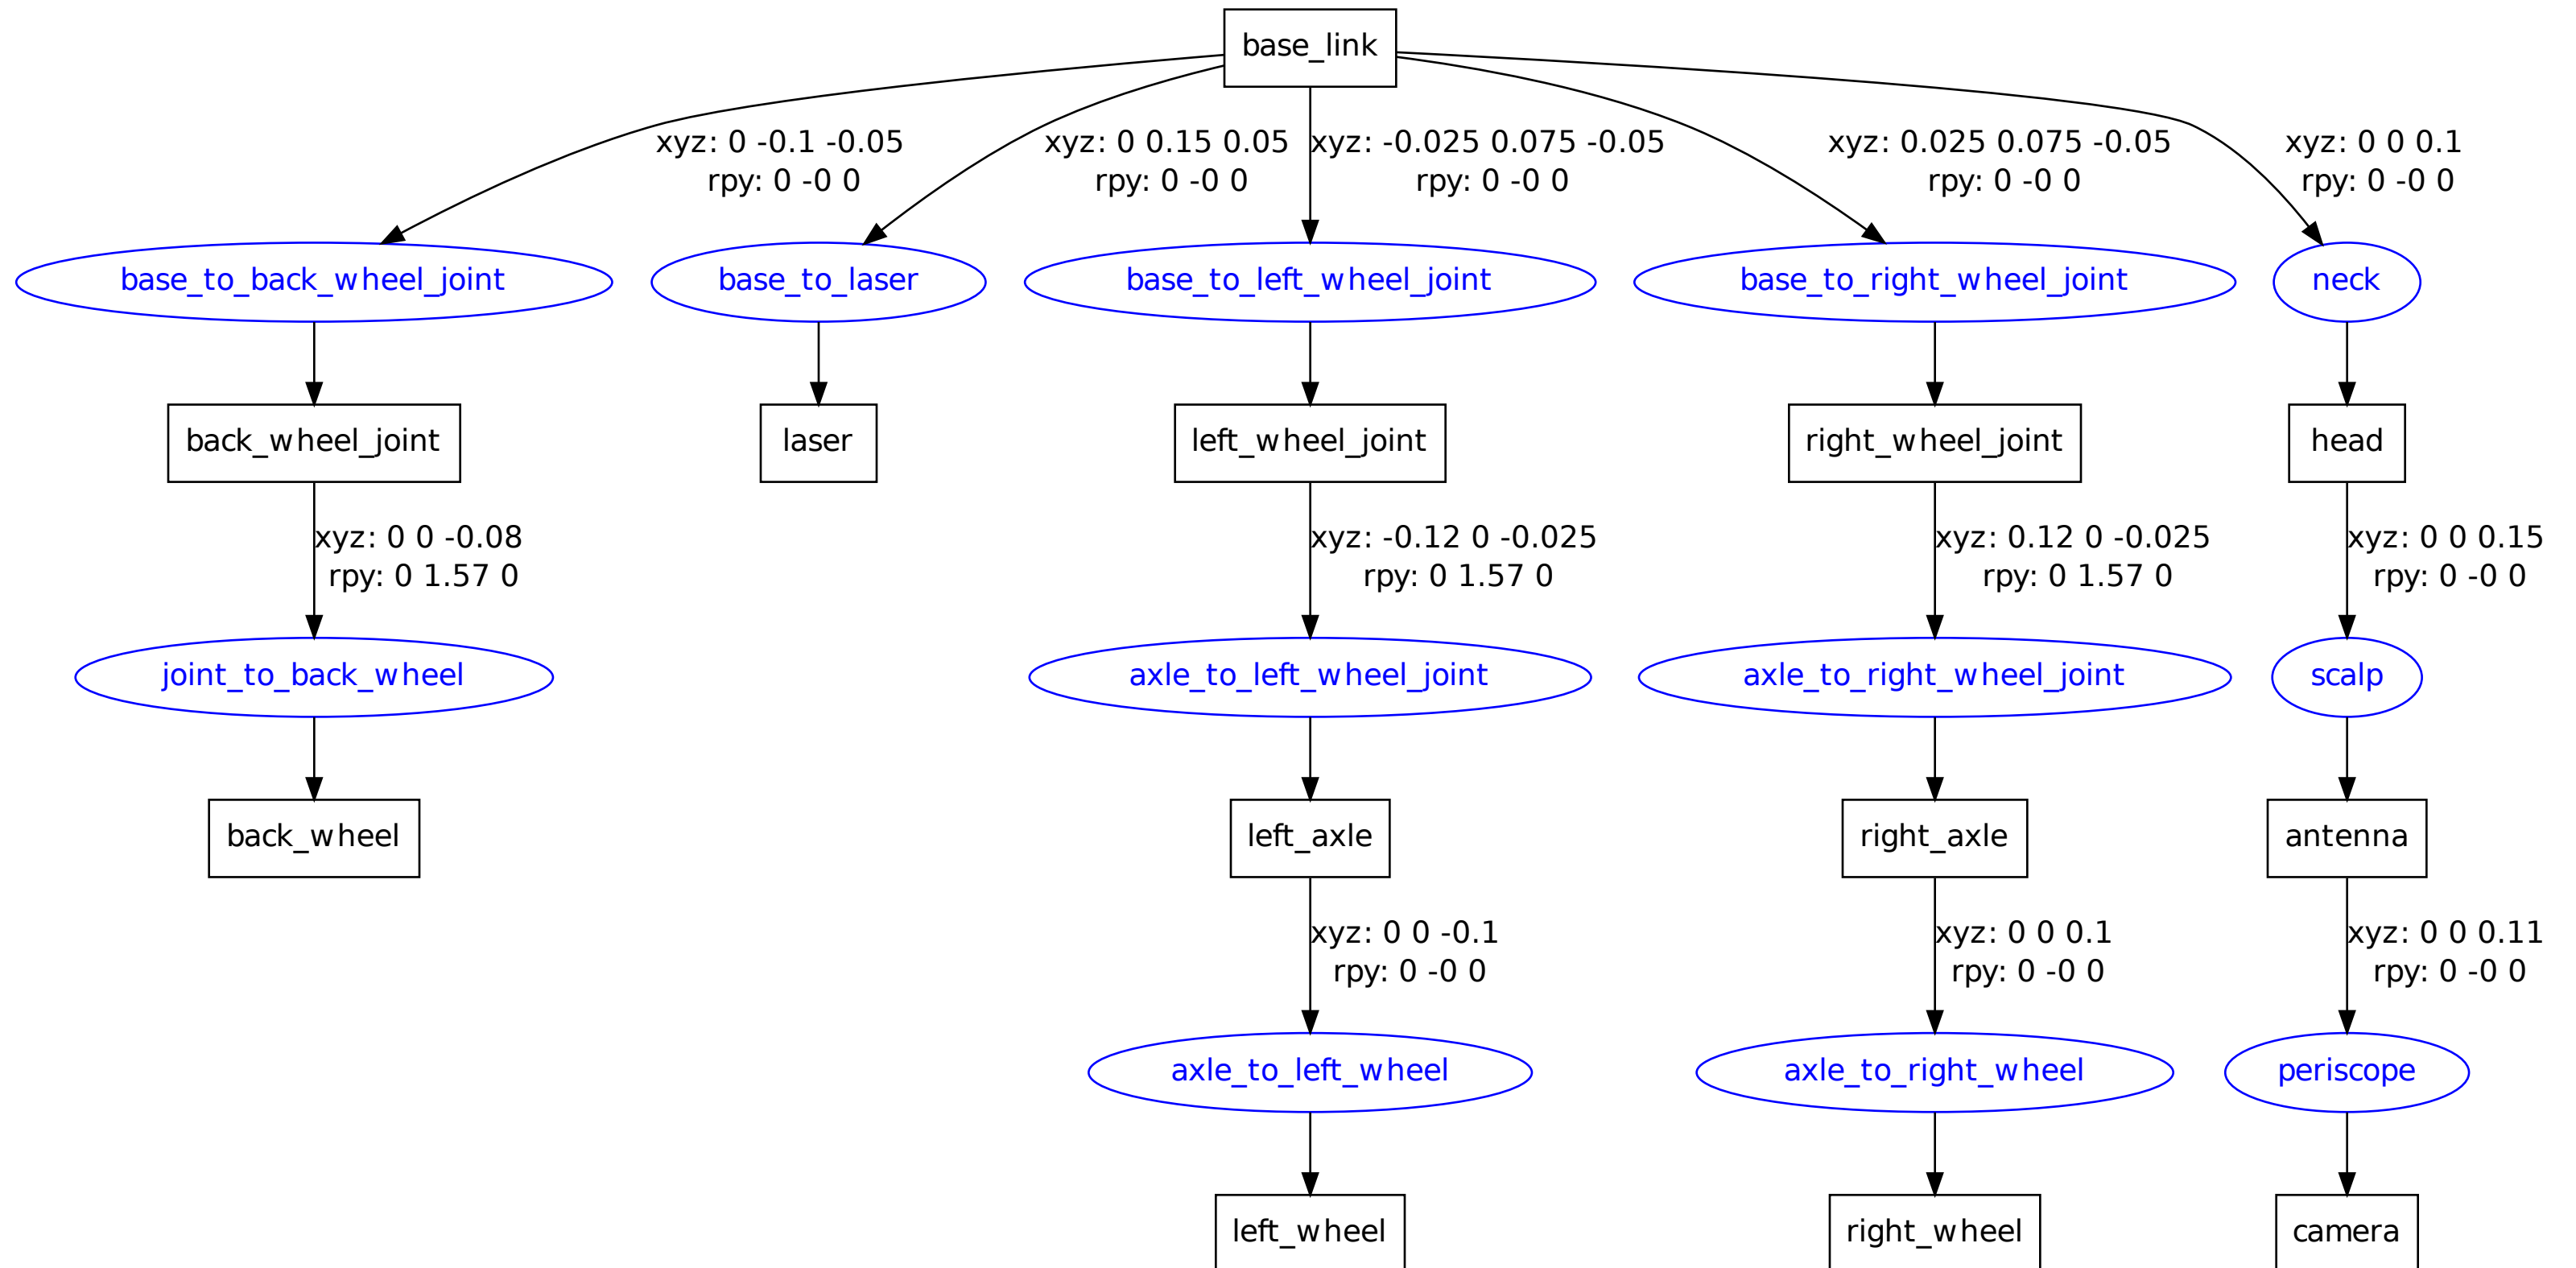 base_link
xyz: 0 -0.1 -0.05
rpy: 0 -0 0
xyz: 0 0.15 0.05
rpy: 0 -0 0
xyz: -0.025 0.075 -0.05
rpy: 0 -0 0
xyz: 0.025 0.075 -0.05
rpy: 0 -0 0
xyz: 0 0 0.1
rpy: 0 -0 0
base_to_back_wheel_joint
base_to_laser
base_to_left_wheel_joint
base_to_right_wheel_joint
neck
back_wheel_joint
laser
left_wheel_joint
right_wheel_joint
head
xyz: 0 0 -0.08
rpy: 0 1.57 0
xyz: -0.12 0 -0.025
rpy: 0 1.57 0
xyz: 0.12 0 -0.025
rpy: 0 1.57 0
xyz: 0 0 0.15
rpy: 0 -0 0
joint_to_back_wheel
axle_to_left_wheel_joint
axle_to_right_wheel_joint
scalp
back_wheel
left_axle
right_axle
antenna
xyz: 0 0 -0.1
rpy: 0 -0 0
xyz: 0 0 0.1
rpy: 0 -0 0
xyz: 0 0 0.11
rpy: 0 -0 0
axle_to_left_wheel
axle_to_right_wheel
periscope
left_wheel
right_wheel
camera